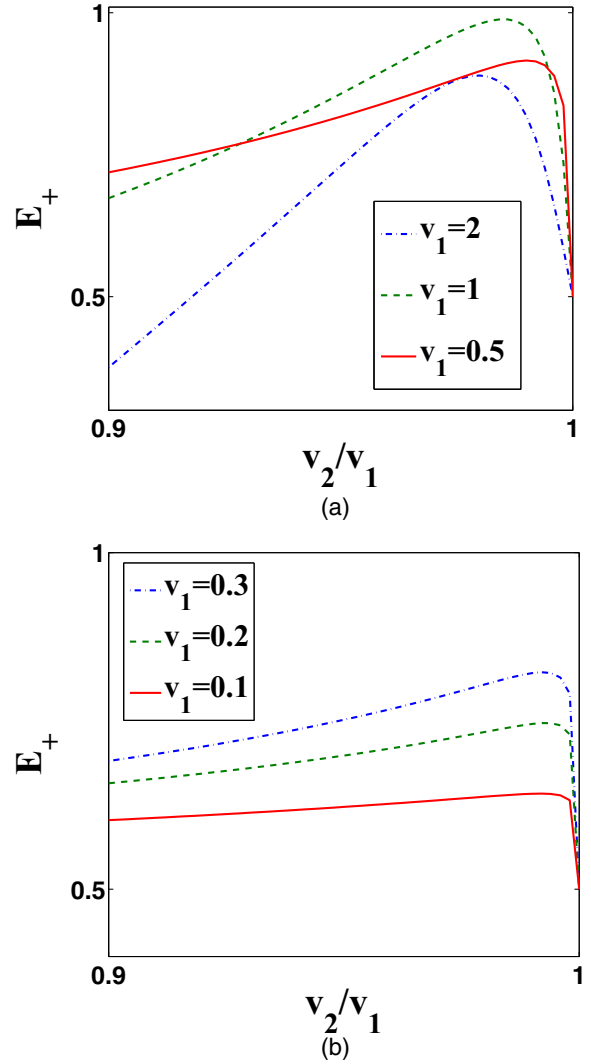 1
E₊
v₁=2
v₁=1
v₁=0.5
0.5
0.9
1
v₂/v₁
(a)
1
v₁=0.3
v₁=0.2
v₁=0.1
E₊
0.5
0.9
1
v₂/v₁
(b)